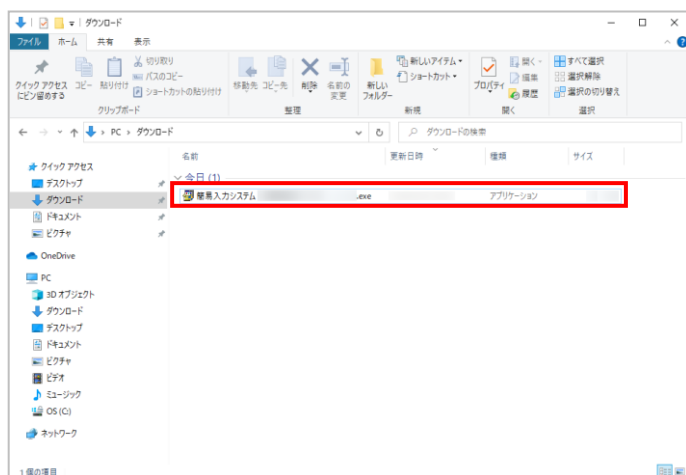 ダウンロード
ファイル ホーム 共有 表示
クイック アクセスにピン留めする
コピー
貼り付け
切り取り
パスのコピー
ショートカットの貼り付け
クリップボード
移動先
コピー先
削除
名前の変更
整理
新しいフォルダー
新しいアイテム
ショートカット
新規
プロパティ
開く
編集
履歴
開く
すべて選択
選択解除
選択の切り替え
選択
PC › ダウンロード
ダウンロードの検索
名前 更新日時 種類 サイズ
今日 (1)
簡易入力システム .exe アプリケーション
クイック アクセス
デスクトップ
ダウンロード
ドキュメント
ピクチャ
OneDrive
PC
3D オブジェクト
ダウンロード
デスクトップ
ドキュメント
ピクチャ
ビデオ
ミュージック
OS (C:)
ネットワーク
1 個の項目